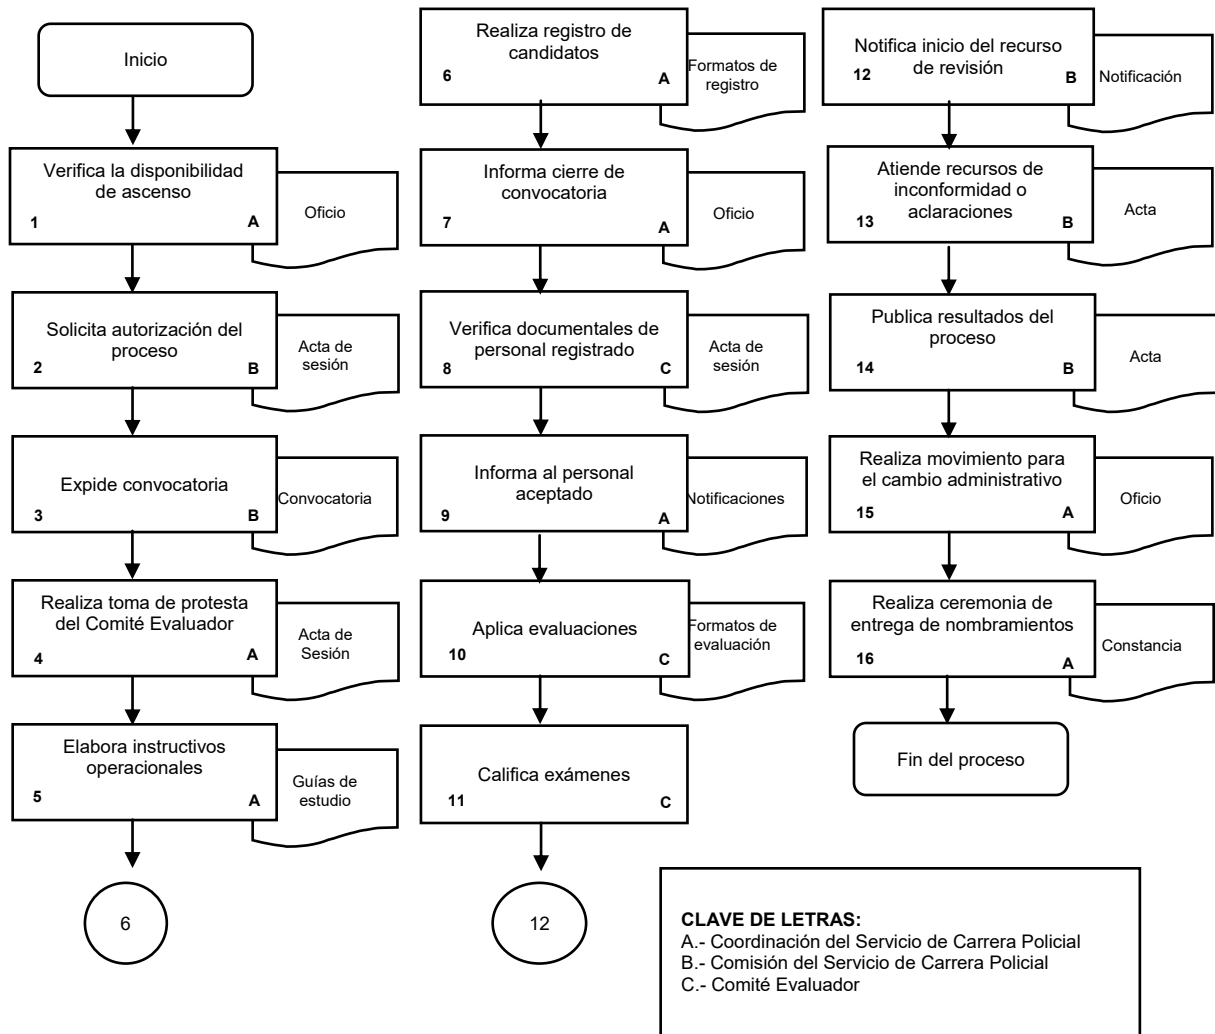 Inicio
Verifica la disponibilidad
de ascenso
1
A
Oficio
Solicita autorización del
proceso
2
B
Acta de
sesión
Expide convocatoria
3
B
Convocatoria
Realiza toma de protesta
del Comité Evaluador
4
A
Acta de
Sesión
Elabora instructivos
operacionales
5
A
Guías de
estudio
6
Realiza registro de
candidatos
6
A
Formatos de
registro
Informa cierre de
convocatoria
7
A
Oficio
Verifica documentales de
personal registrado
8
C
Acta de
sesión
Informa al personal
aceptado
9
A
Notificaciones
Aplica evaluaciones
10
C
Formatos de
evaluación
Califica exámenes
11
C
12
Notifica inicio del recurso
de revisión
12
B
Notificación
Atiende recursos de
inconformidad o
aclaraciones
13
B
Acta
Publica resultados del
proceso
14
B
Acta
Realiza movimiento para
el cambio administrativo
15
A
Oficio
Realiza ceremonia de
entrega de nombramientos
16
A
Constancia
Fin del proceso
CLAVE DE LETRAS:
A.- Coordinación del Servicio de Carrera Policial
B.- Comisión del Servicio de Carrera Policial
C.- Comité Evaluador